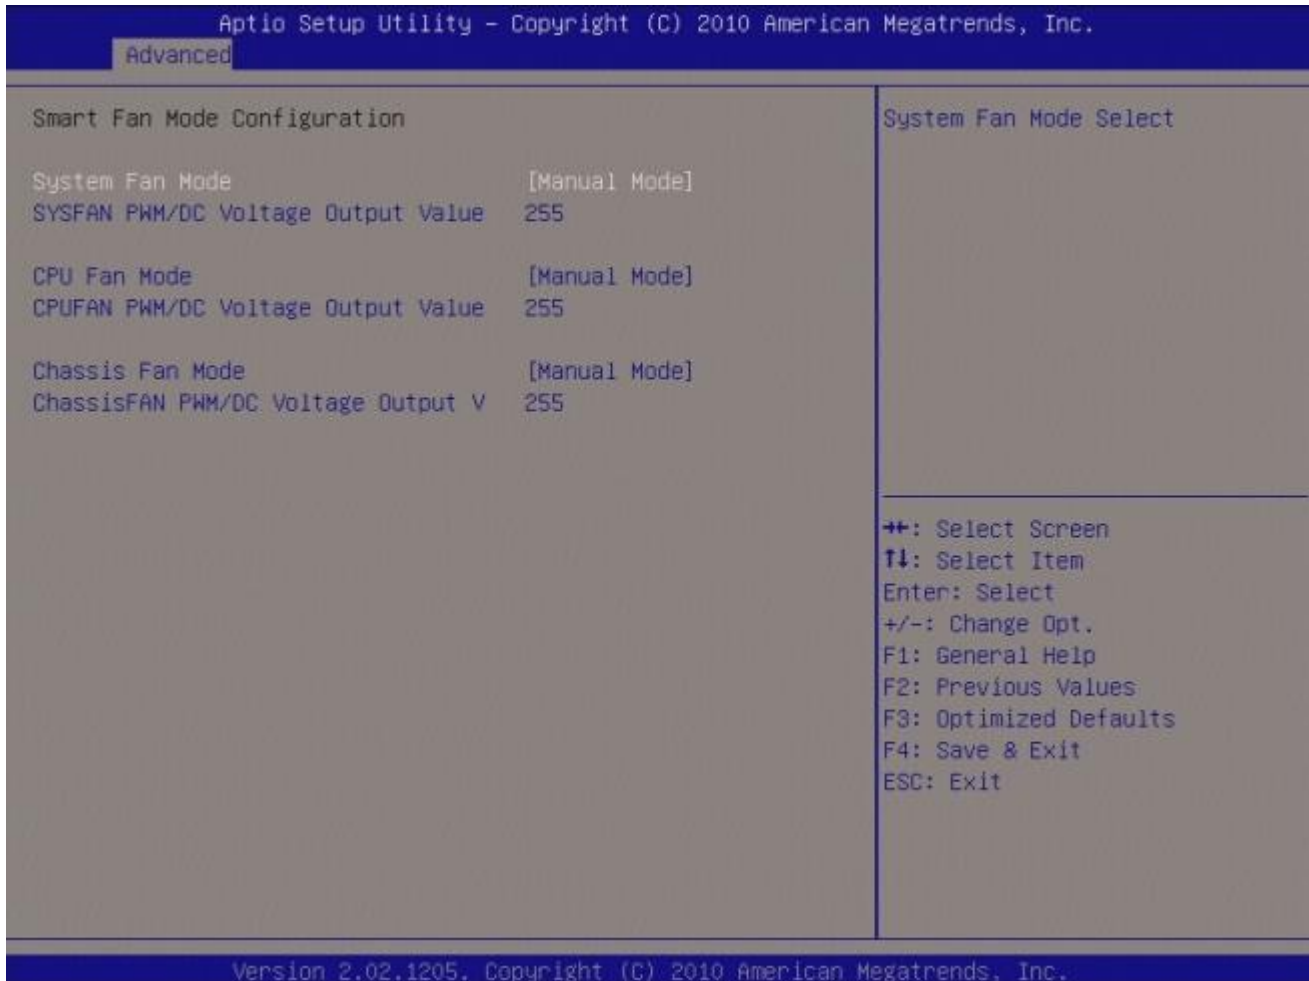 Aptio Setup Utility – Copyright (C) 2010 American Megatrends, Inc.
Advanced
Smart Fan Mode Configuration
System Fan Mode [Manual Mode]
SYSFAN PWM/DC Voltage Output Value 255
CPU Fan Mode [Manual Mode]
CPUFAN PWM/DC Voltage Output Value 255
Chassis Fan Mode [Manual Mode]
ChassisFAN PWM/DC Voltage Output V 255
System Fan Mode Select
→←: Select Screen
↑↓: Select Item
Enter: Select
+/-: Change Opt.
F1: General Help
F2: Previous Values
F3: Optimized Defaults
F4: Save & Exit
ESC: Exit
Version 2.02.1205. Copyright (C) 2010 American Megatrends, Inc.